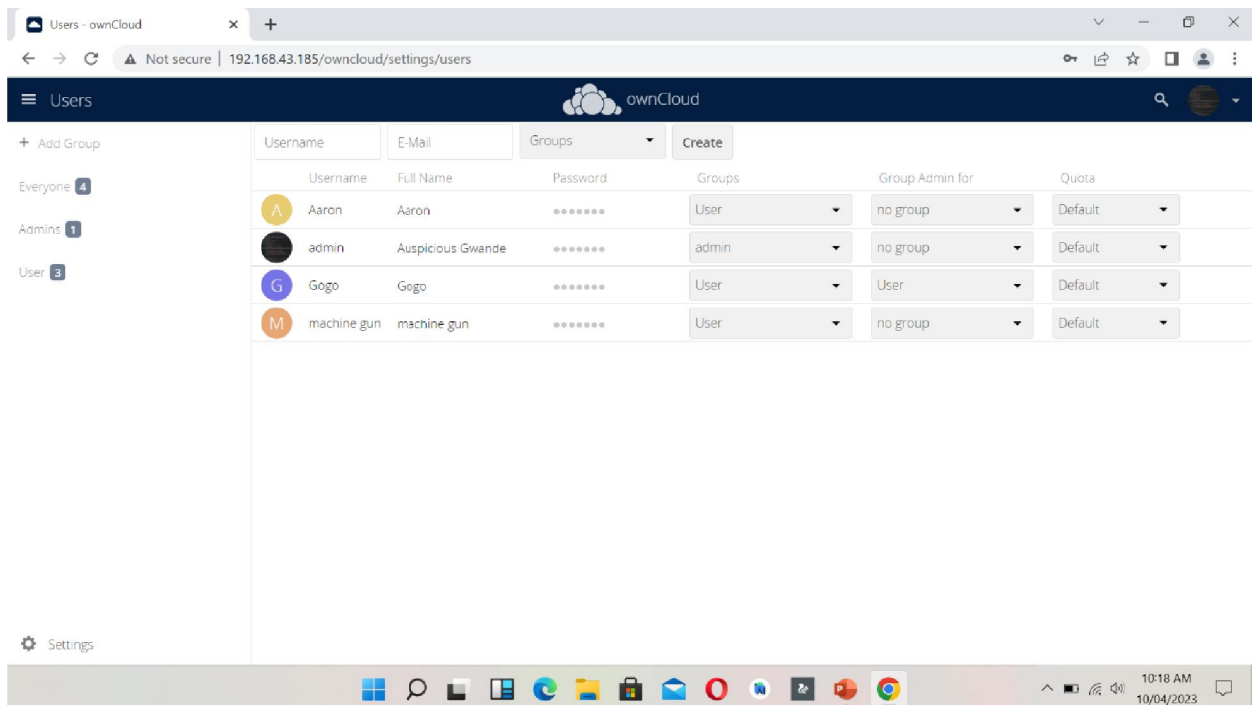 Users - ownCloud
Not secure | 192.168.43.185/owncloud/settings/users
Users
ownCloud
+ Add Group
Username E-Mail Groups Create
Username Full Name Password Groups Group Admin for Quota
Everyone 4
A Aaron Aaron User no group Default
Admins 1
admin Auspicious Gwande admin no group Default
User 3
G Gogo Gogo User User Default
M machine gun machine gun User no group Default
Settings
10:18 AM
10/04/2023